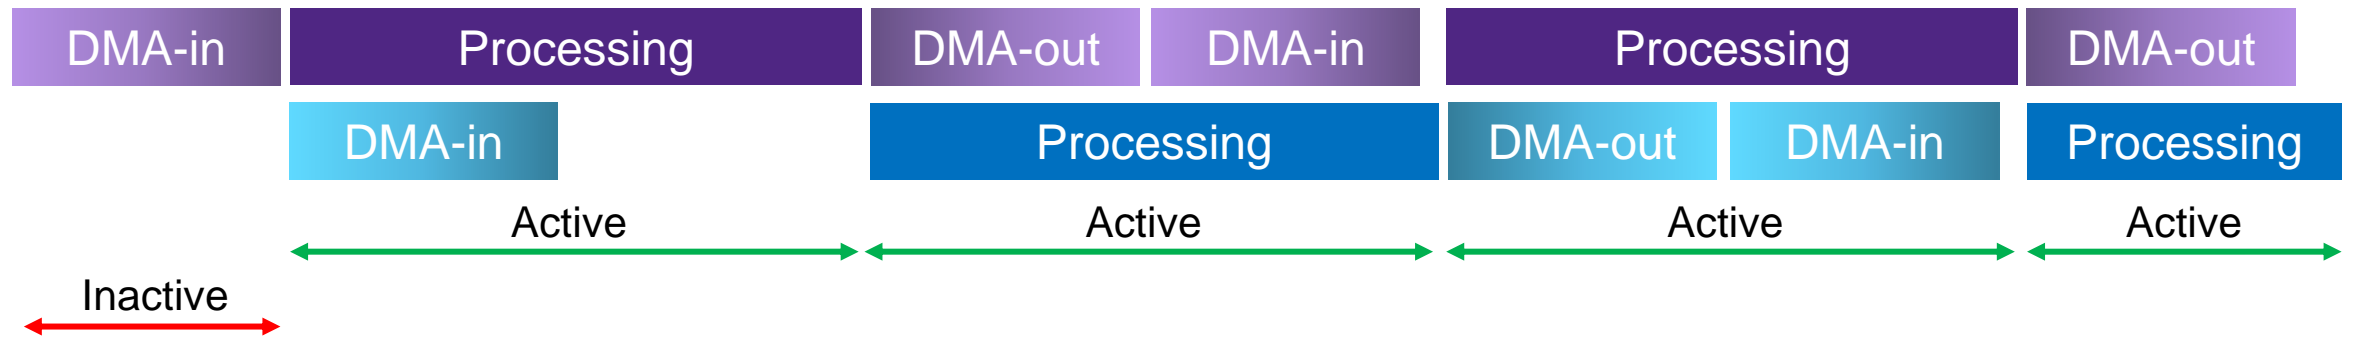 DMA-in Processing DMA-out DMA-in Processing DMA-out
DMA-in Processing DMA-out DMA-in Processing
Active Active Active Active
Inactive